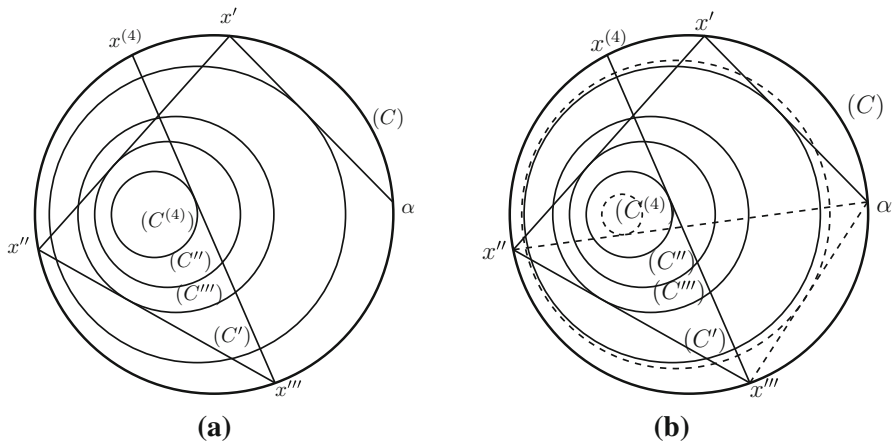 x⁽⁴⁾ x′
(C)
α
(C⁽⁴⁾)
x″
(C″)
(C‴)
(C′)
x‴
(a)
x⁽⁴⁾ x′
(C)
α
(C⁽⁴⁾)
x″
(C″)
(C‴)
(C′)
x‴
(b)